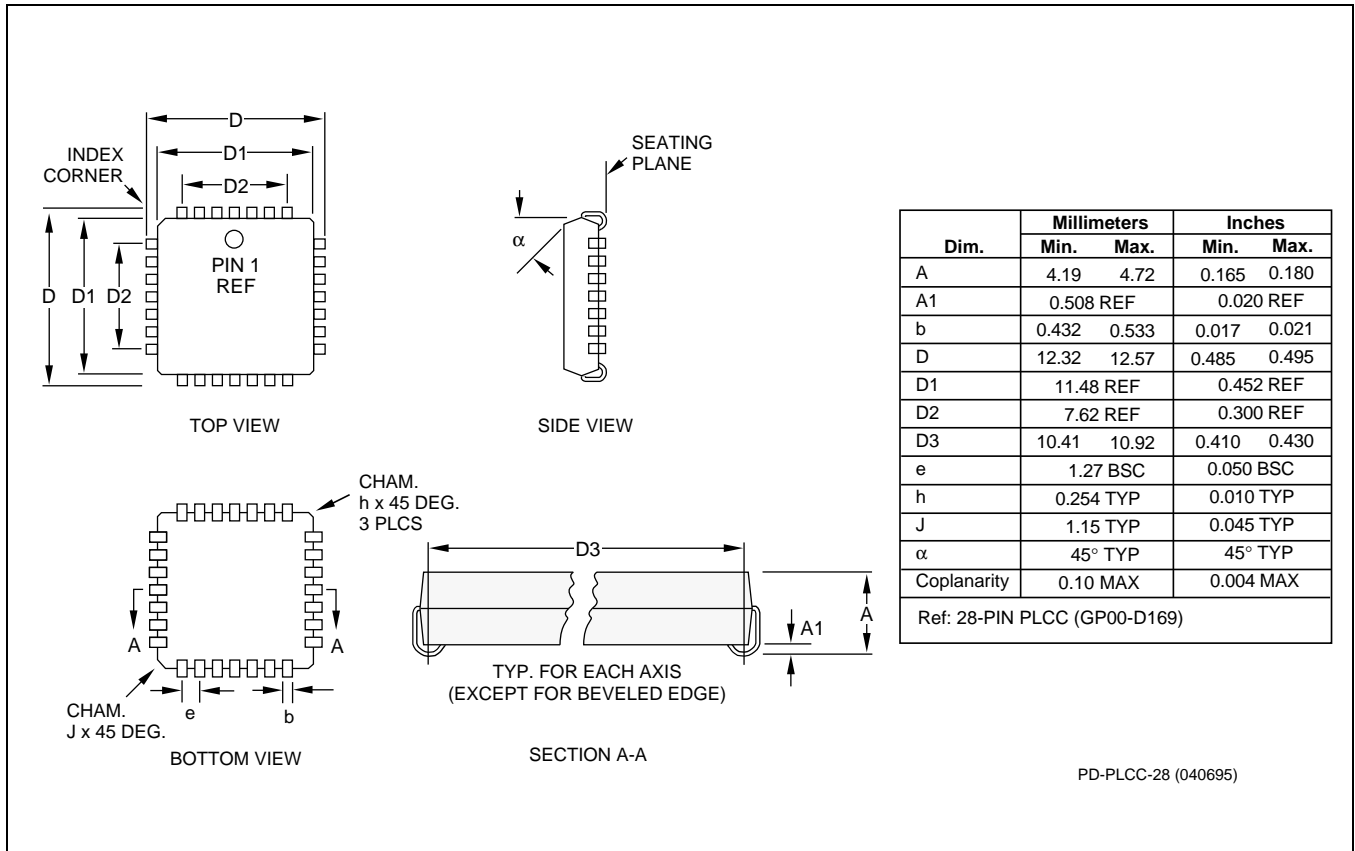 D
D1
D2
INDEX
CORNER
D D1 D2
PIN 1
REF
TOP VIEW
SEATING
PLANE
α
SIDE VIEW
CHAM.
h x 45 DEG.
3 PLCS
A A
e b
CHAM.
J x 45 DEG.
BOTTOM VIEW
D3
A
A1
TYP. FOR EACH AXIS
(EXCEPT FOR BEVELED EDGE)
SECTION A-A
Millimeters Inches
Dim. Min. Max. Min. Max.
A 4.19 4.72 0.165 0.180
A1 0.508 REF 0.020 REF
b 0.432 0.533 0.017 0.021
D 12.32 12.57 0.485 0.495
D1 11.48 REF 0.452 REF
D2 7.62 REF 0.300 REF
D3 10.41 10.92 0.410 0.430
e 1.27 BSC 0.050 BSC
h 0.254 TYP 0.010 TYP
J 1.15 TYP 0.045 TYP
α 45° TYP 45° TYP
Coplanarity 0.10 MAX 0.004 MAX
Ref: 28-PIN PLCC (GP00-D169)
PD-PLCC-28 (040695)